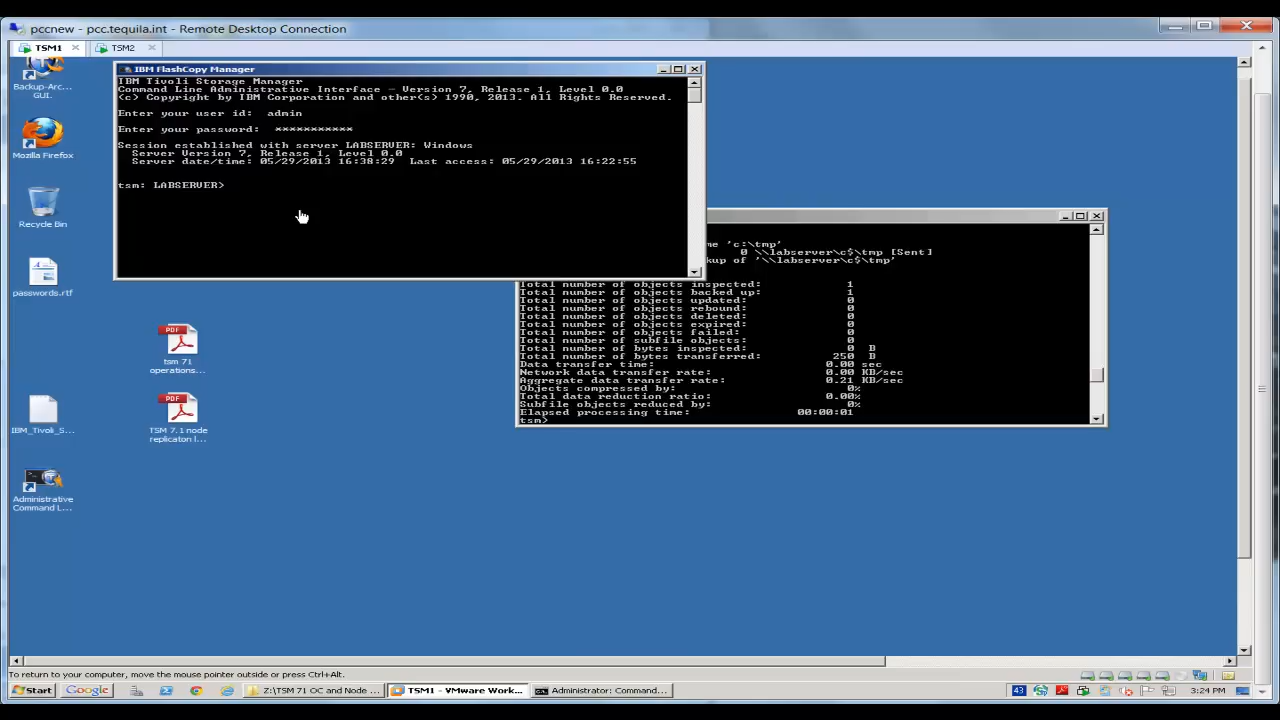 pccnew - pcc.tequila.int - Remote Desktop Connection
TSM1
TSM2
Backup-Arc...
GUI.
Mozilla Firefox
Recycle Bin
passwords.rtf
tsm 71
operations...
IBM_Tivoli_S...
TSM 7.1 node
replicaton l...
Administrative
Command L...
IBM FlashCopy Manager
IBM Tivoli Storage Manager
Command Line Administrative Interface - Version 7, Release 1, Level 0.0
(c) Copyright by IBM Corporation and other(s) 1990, 2013. All Rights Reserved.
Enter your user id: admin
Enter your password: ***********
Session established with server LABSERVER: Windows
Server Version 7, Release 1, Level 0.0
Server date/time: 05/29/2013 16:38:29 Last access: 05/29/2013 16:22:55
tsm: LABSERVER>
me 'c:\tmp'
0 \\labserver\c$\tmp [Sent]
kup of '\\labserver\c$\tmp'
Total number of objects inspected: 1
Total number of objects backed up: 1
Total number of objects updated: 0
Total number of objects rebound: 0
Total number of objects deleted: 0
Total number of objects expired: 0
Total number of objects failed: 0
Total number of subfile objects: 0
Total number of bytes inspected: 0 B
Total number of bytes transferred: 250 B
Data transfer time: 0.00 sec
Network data transfer rate: 0.00 KB/sec
Aggregate data transfer rate: 0.21 KB/sec
Objects compressed by: 0%
Total data reduction ratio: 0.00%
Subfile objects reduced by: 0%
Elapsed processing time: 00:00:01
tsm>
To return to your computer, move the mouse pointer outside or press Ctrl+Alt.
Start
Google
Z:\TSM 71 OC and Node ...
TSM1 - VMware Work...
Administrator: Command...
43
3:24 PM